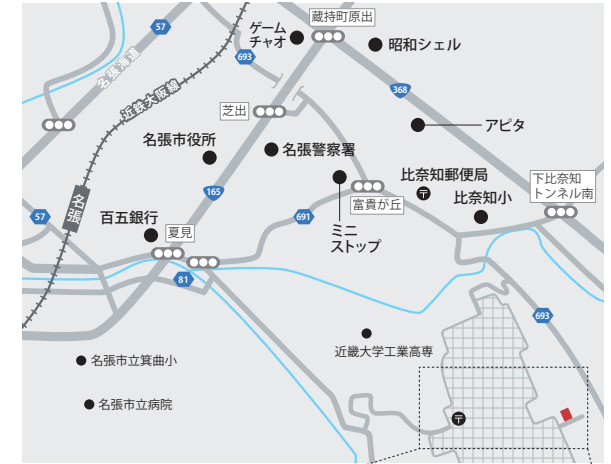 蔵持町原出
ゲーム
チャオ
昭和シェル
57
名張海道
693
近鉄大阪線
368
芝出
アピタ
名張市役所
名張警察署
比奈知郵便局
下比奈知
トンネル南
165
比奈知小
富貴が丘
名張
57
百五銀行
691
ミニ
ストップ
夏見
81
693
近畿大学工業高専
名張市立箕曲小
名張市立病院